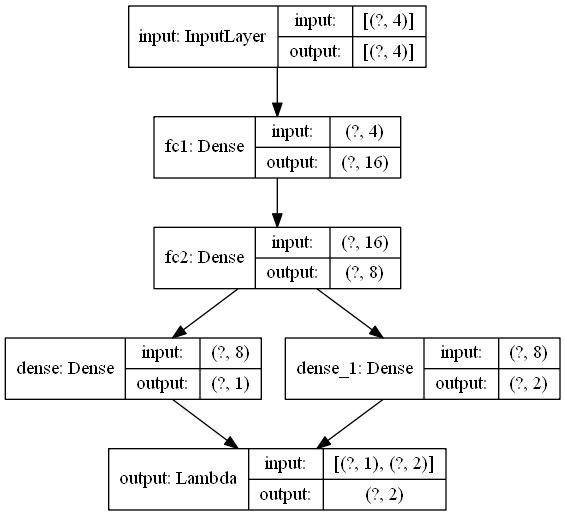 input: InputLayer
input:
[(?, 4)]
output:
[(?, 4)]
fc1: Dense
input:
(?, 4)
output:
(?, 16)
fc2: Dense
input:
(?, 16)
output:
(?, 8)
dense: Dense
input:
(?, 8)
output:
(?, 1)
dense_1: Dense
input:
(?, 8)
output:
(?, 2)
output: Lambda
input:
[(?, 1), (?, 2)]
output:
(?, 2)